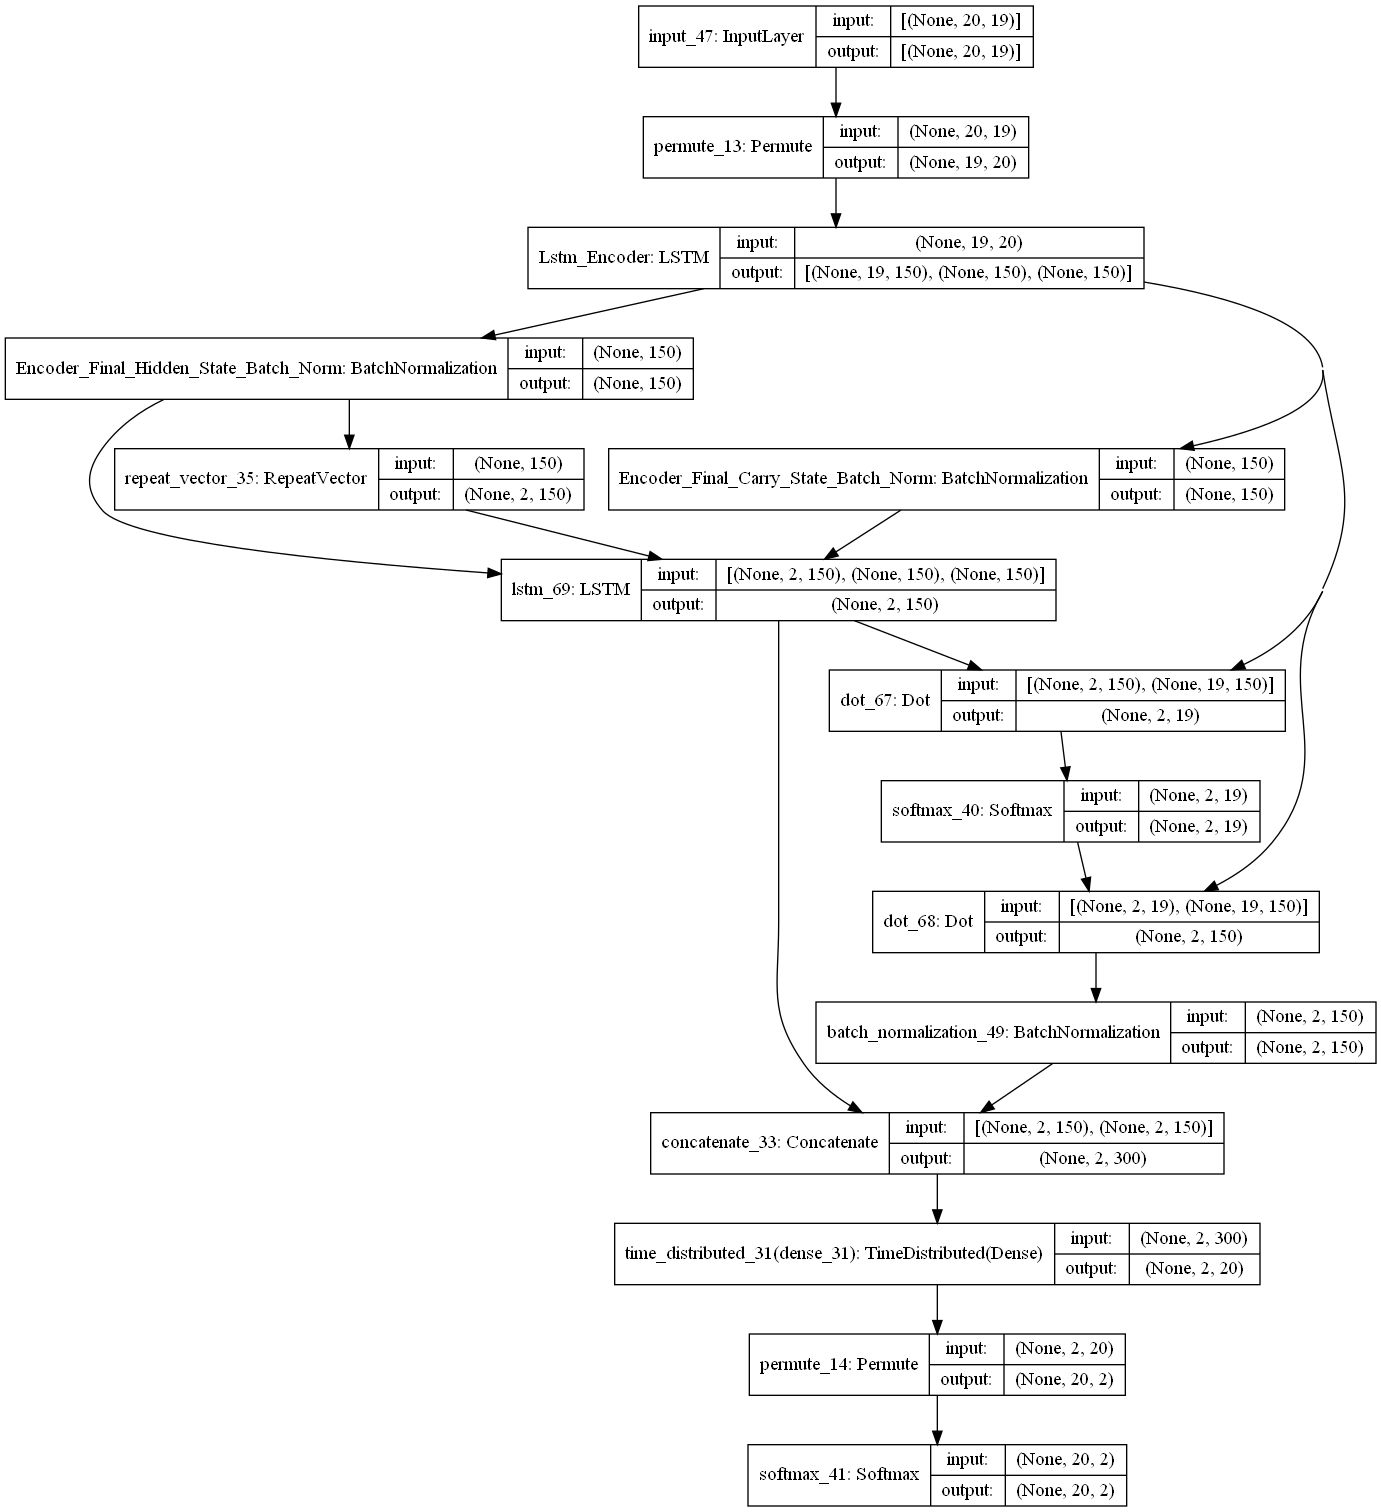 input_47: InputLayer
input: [(None, 20, 19)]
output: [(None, 20, 19)]
permute_13: Permute
input: (None, 20, 19)
output: (None, 19, 20)
Lstm_Encoder: LSTM
input: (None, 19, 20)
output: [(None, 19, 150), (None, 150), (None, 150)]
Encoder_Final_Hidden_State_Batch_Norm: BatchNormalization
input: (None, 150)
output: (None, 150)
repeat_vector_35: RepeatVector
input: (None, 150)
output: (None, 2, 150)
Encoder_Final_Carry_State_Batch_Norm: BatchNormalization
input: (None, 150)
output: (None, 150)
lstm_69: LSTM
input: [(None, 2, 150), (None, 150), (None, 150)]
output: (None, 2, 150)
dot_67: Dot
input: [(None, 2, 150), (None, 19, 150)]
output: (None, 2, 19)
softmax_40: Softmax
input: (None, 2, 19)
output: (None, 2, 19)
dot_68: Dot
input: [(None, 2, 19), (None, 19, 150)]
output: (None, 2, 150)
batch_normalization_49: BatchNormalization
input: (None, 2, 150)
output: (None, 2, 150)
concatenate_33: Concatenate
input: [(None, 2, 150), (None, 2, 150)]
output: (None, 2, 300)
time_distributed_31(dense_31): TimeDistributed(Dense)
input: (None, 2, 300)
output: (None, 2, 20)
permute_14: Permute
input: (None, 2, 20)
output: (None, 20, 2)
softmax_41: Softmax
input: (None, 20, 2)
output: (None, 20, 2)